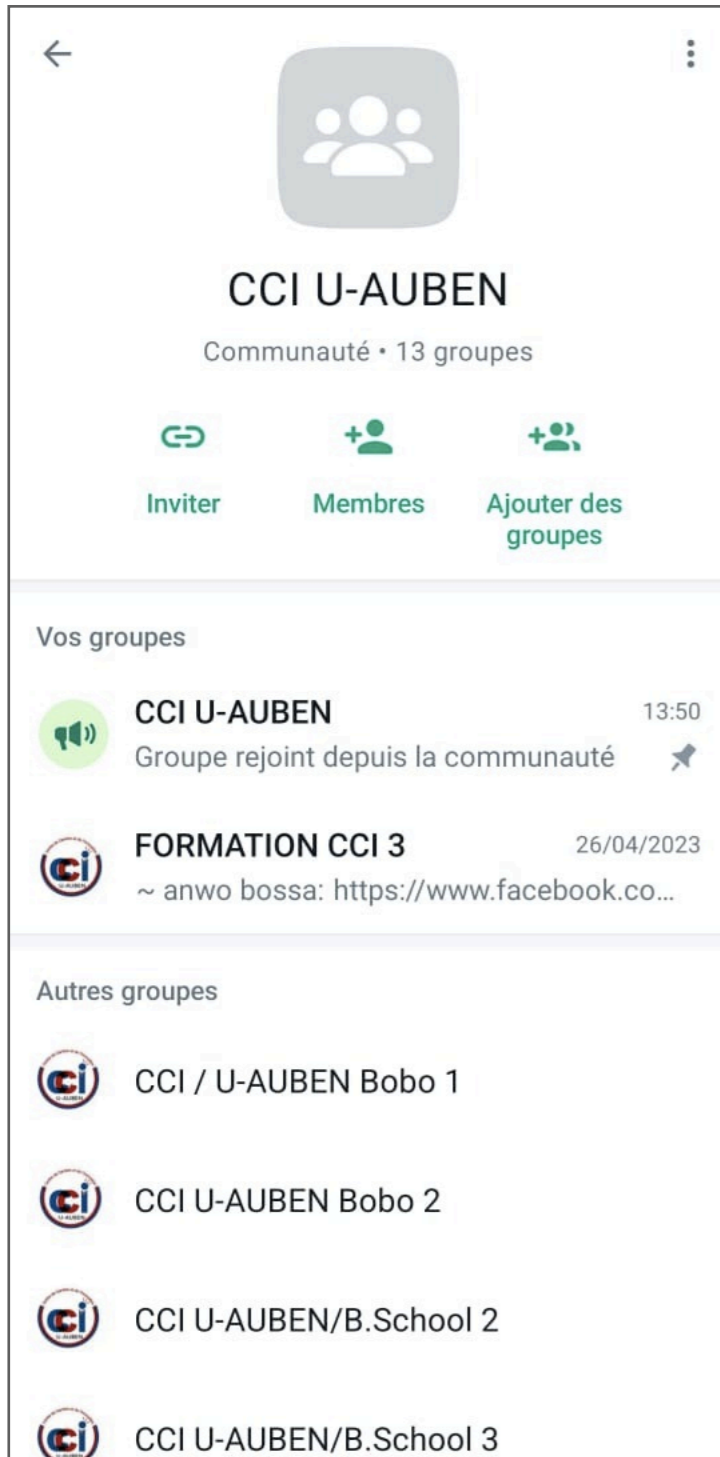 CCI U-AUBEN
Communauté • 13 groupes
Inviter
Membres
Ajouter des
groupes
Vos groupes
CCI U-AUBEN
13:50
Groupe rejoint depuis la communauté
FORMATION CCI 3
26/04/2023
~ anwo bossa: https://www.facebook.co...
Autres groupes
cci
U-AUBEN
CCI / U-AUBEN Bobo 1
CCI U-AUBEN Bobo 2
CCI U-AUBEN/B.School 2
CCI U-AUBEN/B.School 3